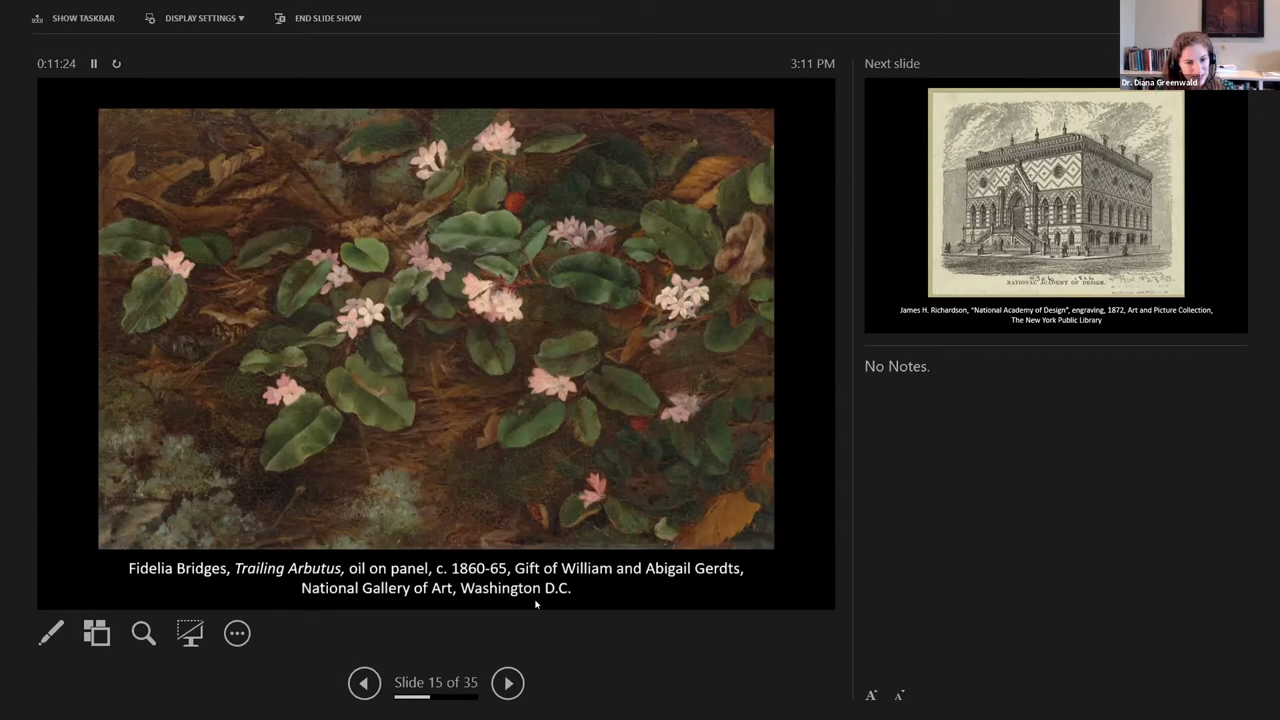 SHOW TASKBAR
DISPLAY SETTINGS ▼
END SLIDE SHOW
0:11:24
3:11 PM
Next slide
Dr. Diana Greenwald
NATIONAL ACADEMY OF DESIGN.
James H. Richardson, “National Academy of Design”, engraving, 1872, Art and Picture Collection,
The New York Public Library
No Notes.
Fidelia Bridges, Trailing Arbutus, oil on panel, c. 1860-65, Gift of William and Abigail Gerdts,
National Gallery of Art, Washington D.C.
Slide 15 of 35
A A